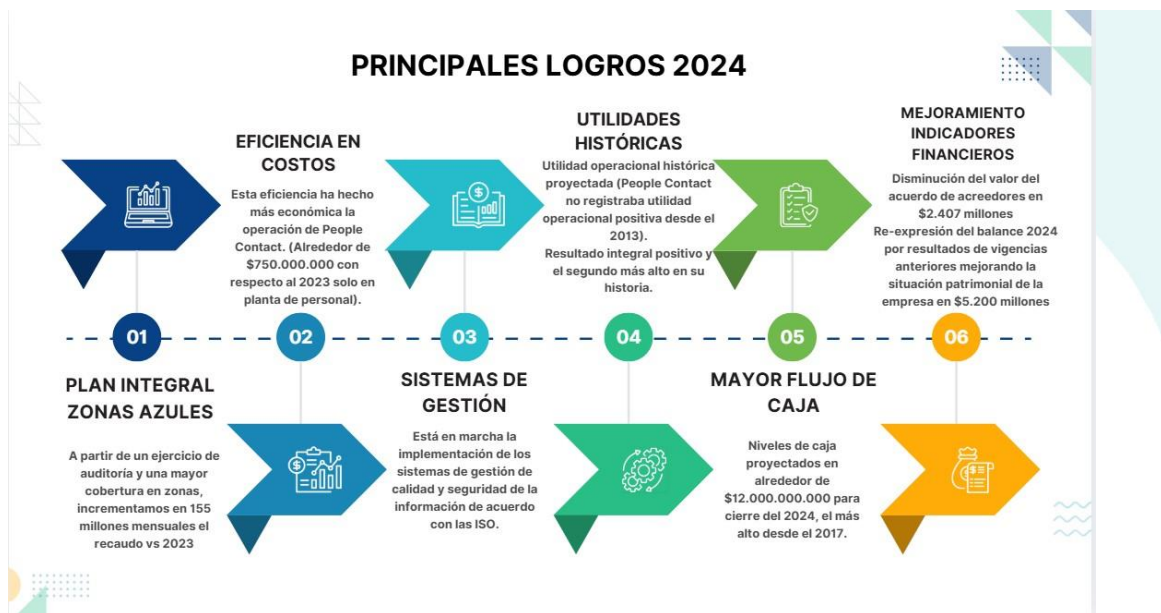 PRINCIPALES LOGROS 2024
01
PLAN INTEGRAL
ZONAS AZULES
A partir de un ejercicio de
auditoría y una mayor
cobertura en zonas,
incrementamos en 155
millones mensuales el
recaudo vs 2023
EFICIENCIA EN
COSTOS
Esta eficiencia ha hecho
más económica la
operación de People
Contact. (Alrededor de
$750.000.000 con
respecto al 2023 solo en
planta de personal).
02
03
SISTEMAS DE
GESTIÓN
Está en marcha la
implementación de los
sistemas de gestión de
calidad y seguridad de la
información de acuerdo
con las ISO.
UTILIDADES
HISTÓRICAS
Utilidad operacional histórica
proyectada (People Contact
no registraba utilidad
operacional positiva desde el
2013).
Resultado integral positivo y
el segundo más alto en su
historia.
04
05
MAYOR FLUJO DE
CAJA
Niveles de caja
proyectados en
alrededor de
$12.000.000.000 para
cierre del 2024, el más
alto desde el 2017.
MEJORAMIENTO
INDICADORES
FINANCIEROS
Disminución del valor del
acuerdo de acreedores en
$2.407 millones
Re-expresión del balance 2024
por resultados de vigencias
anteriores mejorando la
situación patrimonial de la
empresa en $5.200 millones
06